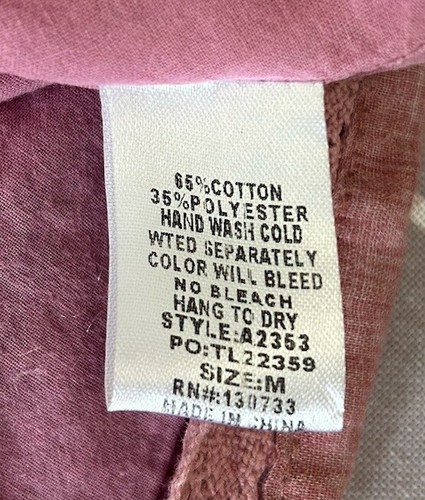 65%COTTON
35%POLYESTER
HAND WASH COLD
WTED SEPARATELY
COLOR WILL BLEED
NO BLEACH
HANG TO DRY
STYLE:A2353
PO:TL22359
SIZE:M
RN#:130733
MADE IN CHINA